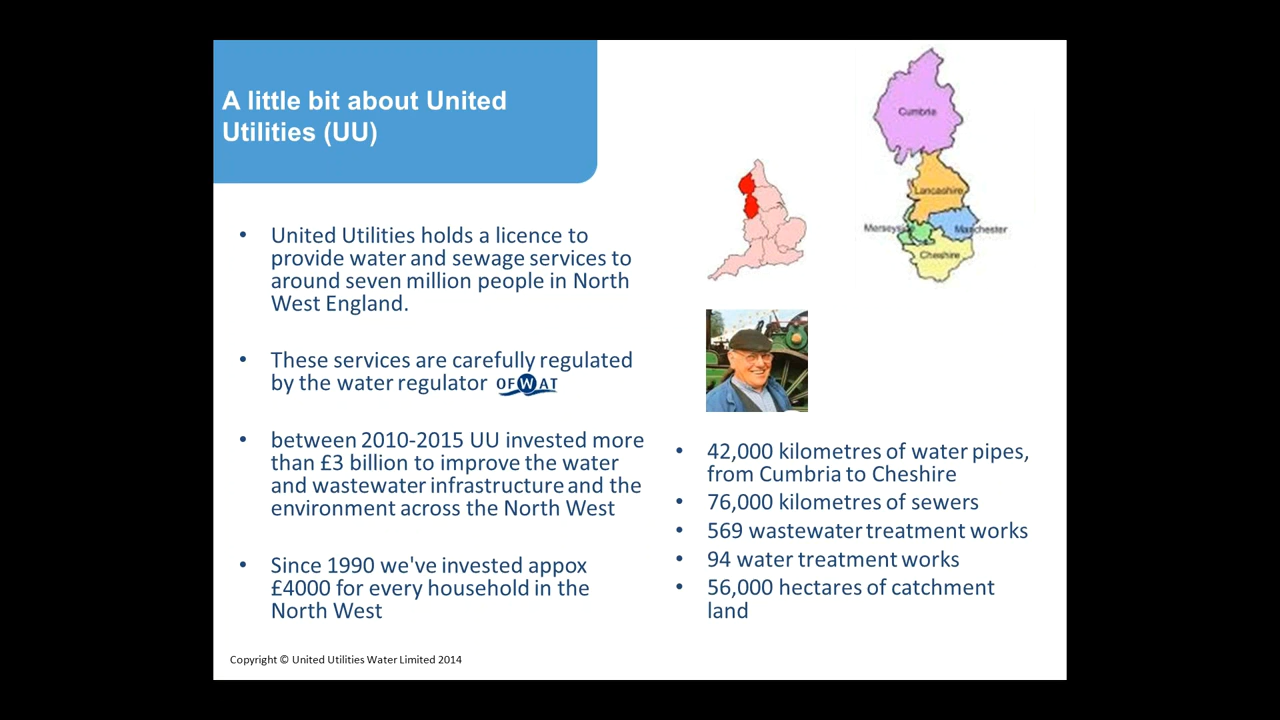 A little bit about United
Utilities (UU)
Cumbria
Lancashire
Merseyside
Manchester
Cheshire
• United Utilities holds a licence to
provide water and sewage services to
around seven million people in North
West England.
• These services are carefully regulated
by the water regulator OFWAT
• between 2010-2015 UU invested more
than £3 billion to improve the water
and wastewater infrastructure and the
environment across the North West
• Since 1990 we've invested appox
£4000 for every household in the
North West
• 42,000 kilometres of water pipes,
from Cumbria to Cheshire
• 76,000 kilometres of sewers
• 569 wastewater treatment works
• 94 water treatment works
• 56,000 hectares of catchment
land
Copyright © United Utilities Water Limited 2014